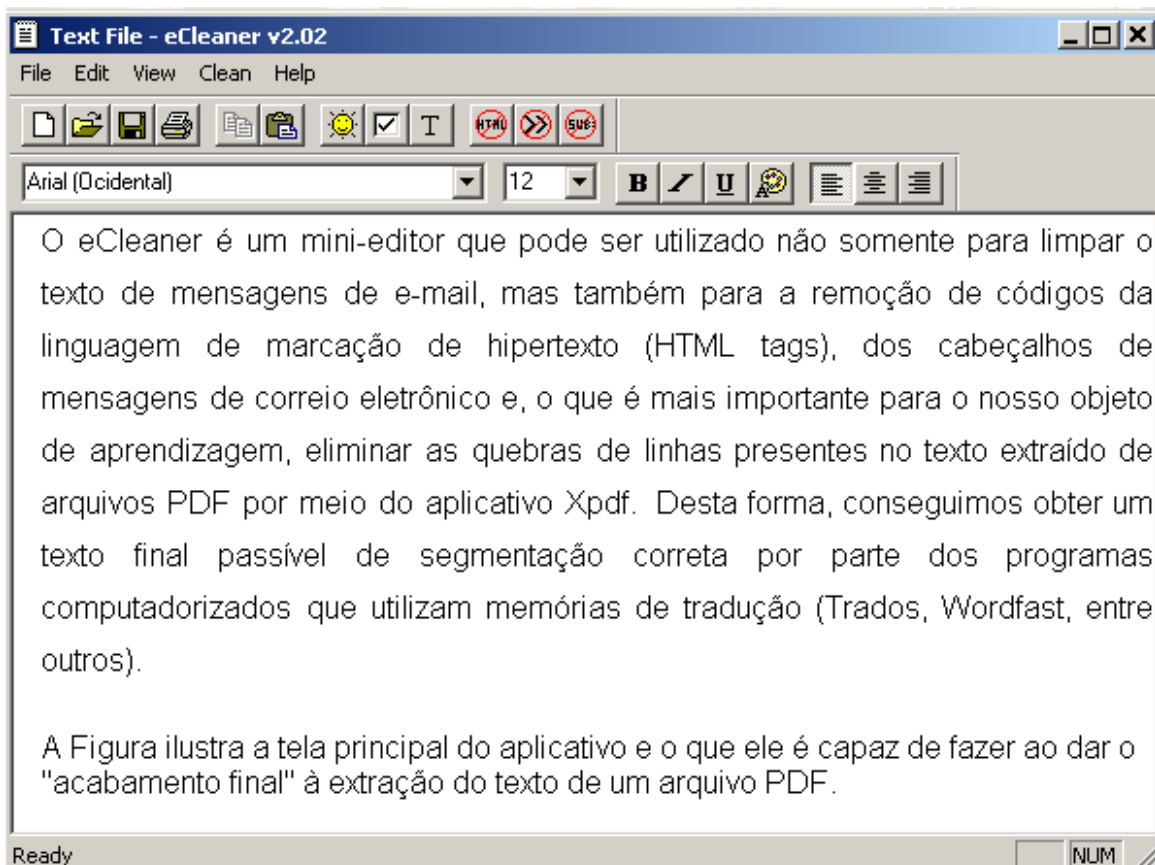 Text File - eCleaner v2.02
File Edit View Clean Help
T HTML >> SUB:
Arial (Ocidental) 12 B I U A
O eCleaner é um mini-editor que pode ser utilizado não somente para limpar o
texto de mensagens de e-mail, mas também para a remoção de códigos da
linguagem de marcação de hipertexto (HTML tags), dos cabeçalhos de
mensagens de correio eletrônico e, o que é mais importante para o nosso objeto
de aprendizagem, eliminar as quebras de linhas presentes no texto extraído de
arquivos PDF por meio do aplicativo Xpdf. Desta forma, conseguimos obter um
texto final passível de segmentação correta por parte dos programas
computadorizados que utilizam memórias de tradução (Trados, Wordfast, entre
outros).
A Figura ilustra a tela principal do aplicativo e o que ele é capaz de fazer ao dar o
"acabamento final" à extração do texto de um arquivo PDF.
Ready NUM